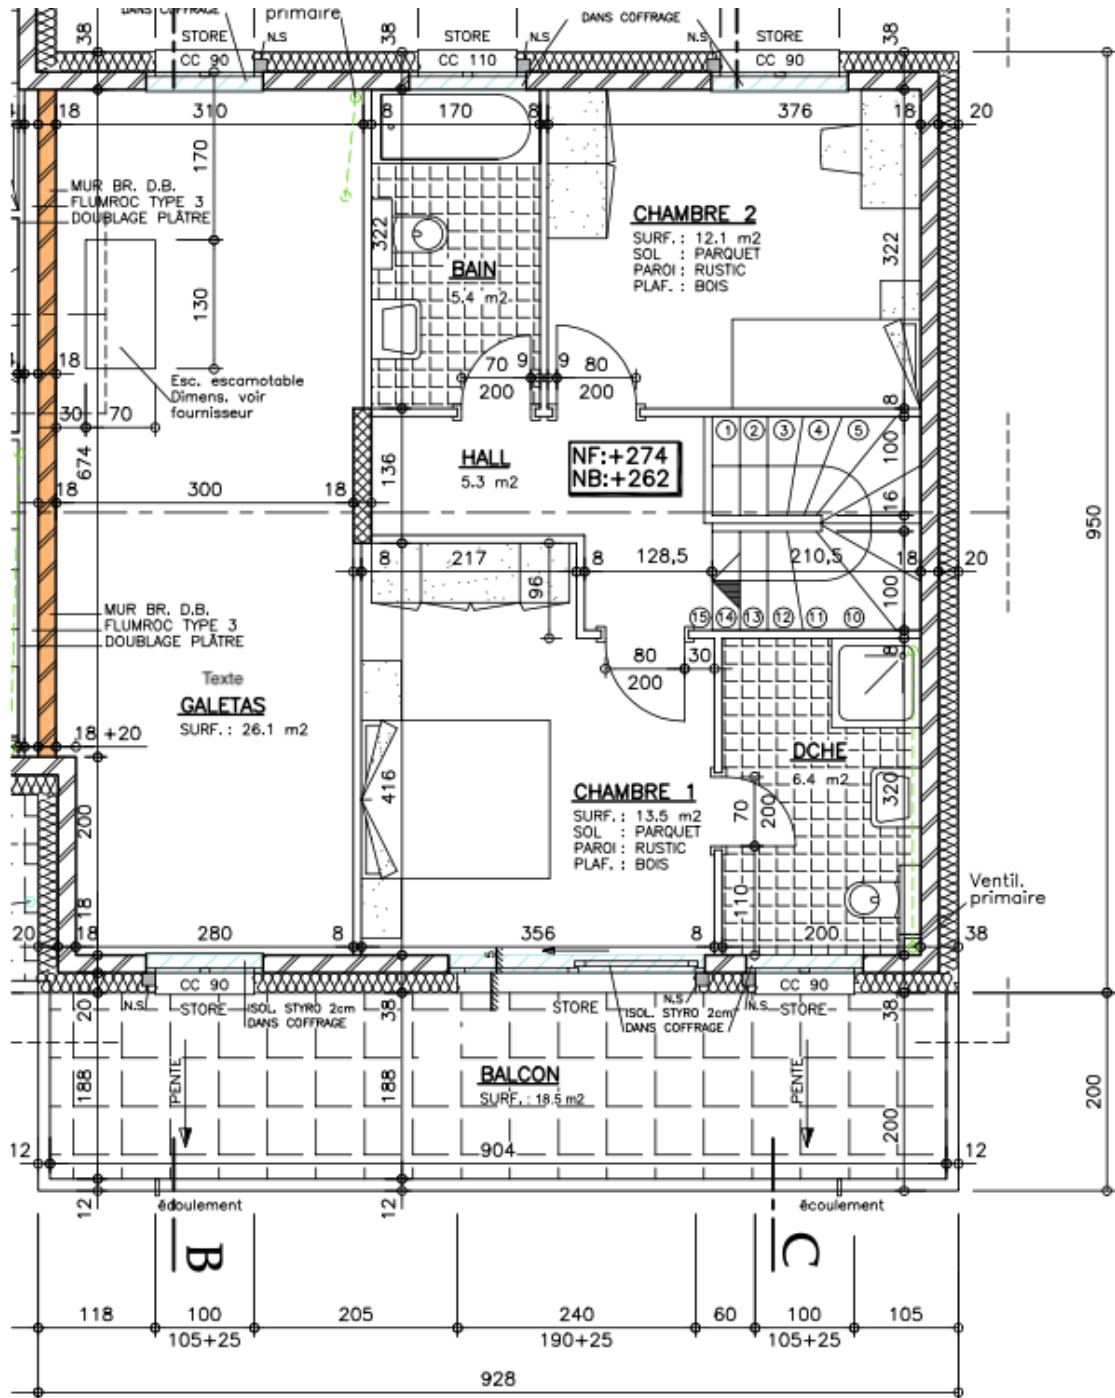 DANS COFFRAGE
primaire
DANS COFFRAGE
38
STORE
N.S
38
STORE
N.S
N.S
STORE
38
CC 90
CC 110
CC 90
18
310
8
170
8
376
18
20
170
MUR BR. D.B.
FLUMROC TYPE 3
DOUBLAGE PLÂTRE
322
CHAMBRE 2
SURF. : 12.1 m2
SOL : PARQUET
PAROI : RUSTIC
PLAF. : BOIS
322
BAIN
5.4 m2
130
18
Esc. escamotable
Dimens. voir
fournisseur
70
200
9
9
80
200
30
70
8
674
1
2
3
4
5
100
HALL
5.3 m2
136
NF:+274
NB:+262
18
300
18
16
950
8
217
8
128,5
210,5
18
20
96
100
MUR BR. D.B.
FLUMROC TYPE 3
DOUBLAGE PLÂTRE
15
14
13
12
11
10
80
200
30
8
Texte
GALETAS
SURF. : 26.1 m2
18 +20
DCHE
6.4 m2
416
CHAMBRE 1
SURF. : 13.5 m2
SOL : PARQUET
PAROI : RUSTIC
PLAF. : BOIS
70
200
320
200
Ventil.
primaire
18
110
20
18
280
8
356
8
200
38
5
20
N.S
CC 90
STORE
ISOL. STYRO 2cm
DANS COFFRAGE
38
STORE
N.S
ISOL. STYRO 2cm
DANS COFFRAGE
N.S
CC 90
STORE
38
188
PENTE
188
BALCON
SURF. : 18.5 m2
PENTE
200
200
12
904
12
12
écoulement
12
écoulement
B
C
118
100
205
240
60
100
105
105+25
190+25
105+25
928